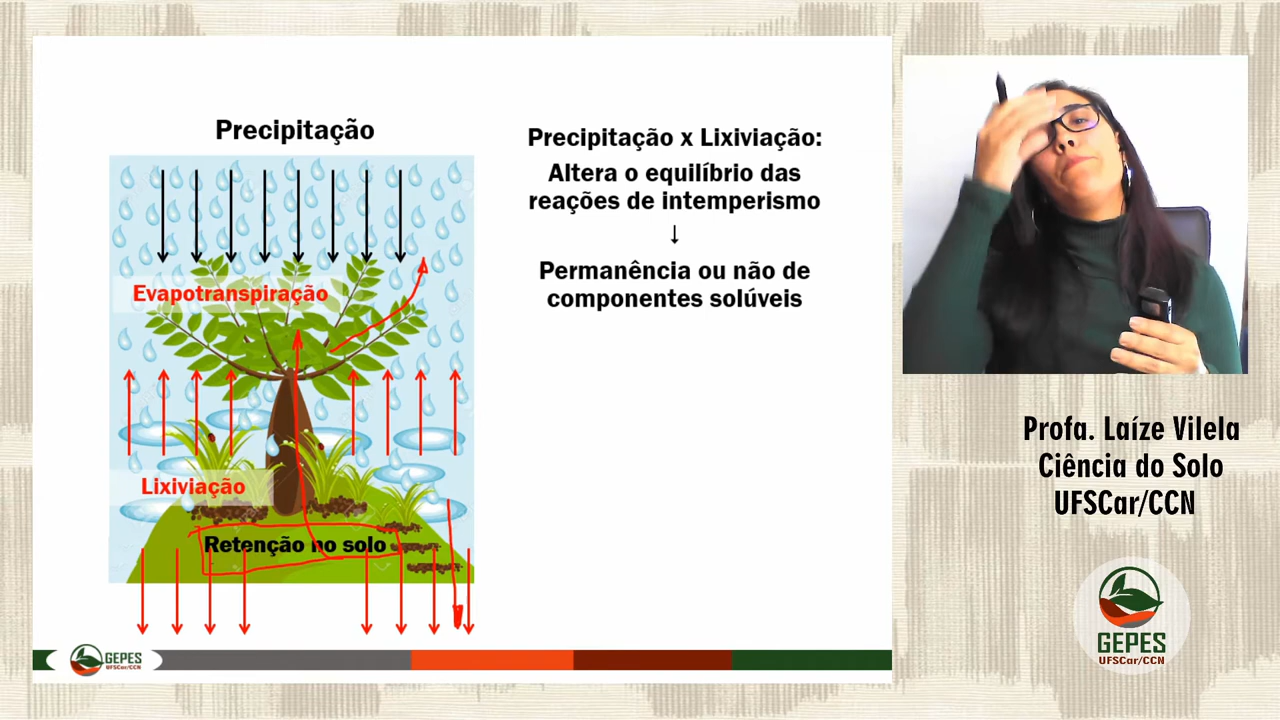 Precipitação
Evapotranspiração
Lixiviação
Retenção no solo
Precipitação x Lixiviação:
Altera o equilíbrio das
reações de intemperismo
↓
Permanência ou não de
componentes solúveis
GEPES
UFSCar/CCN
Profa. Laíze Vilela
Ciência do Solo
UFSCar/CCN
GEPES
UFSCar/CCN